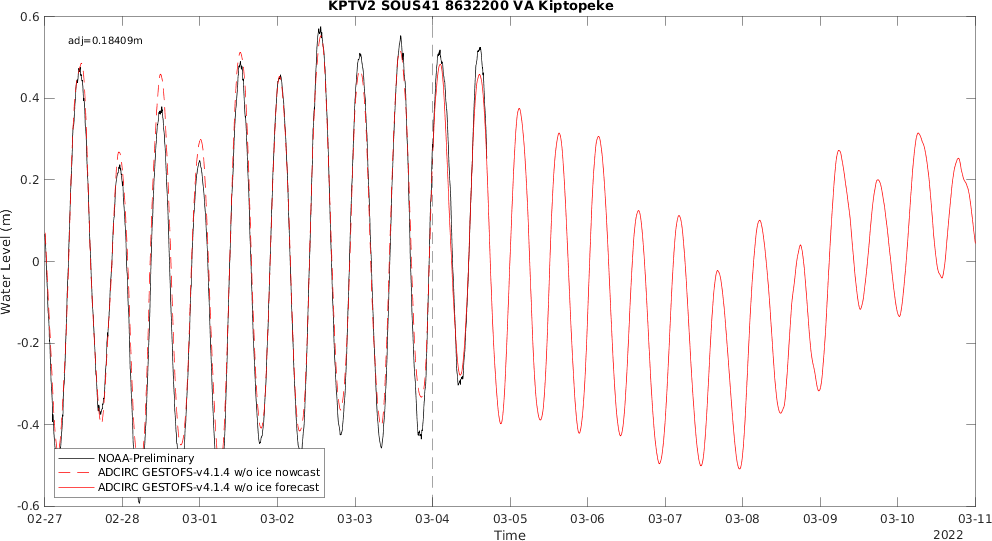 KPTV2 SOUS41 8632200 VA Kiptopeke
adj=0.18409m
0.6
0.4
0.2
0
-0.2
-0.4
-0.6
Water Level (m)
NOAA-Preliminary
ADCIRC GESTOFS-v4.1.4 w/o ice nowcast
ADCIRC GESTOFS-v4.1.4 w/o ice forecast
02-27 02-28 03-01 03-02 03-03 03-04 03-05 03-06 03-07 03-08 03-09 03-10 03-11
Time
2022